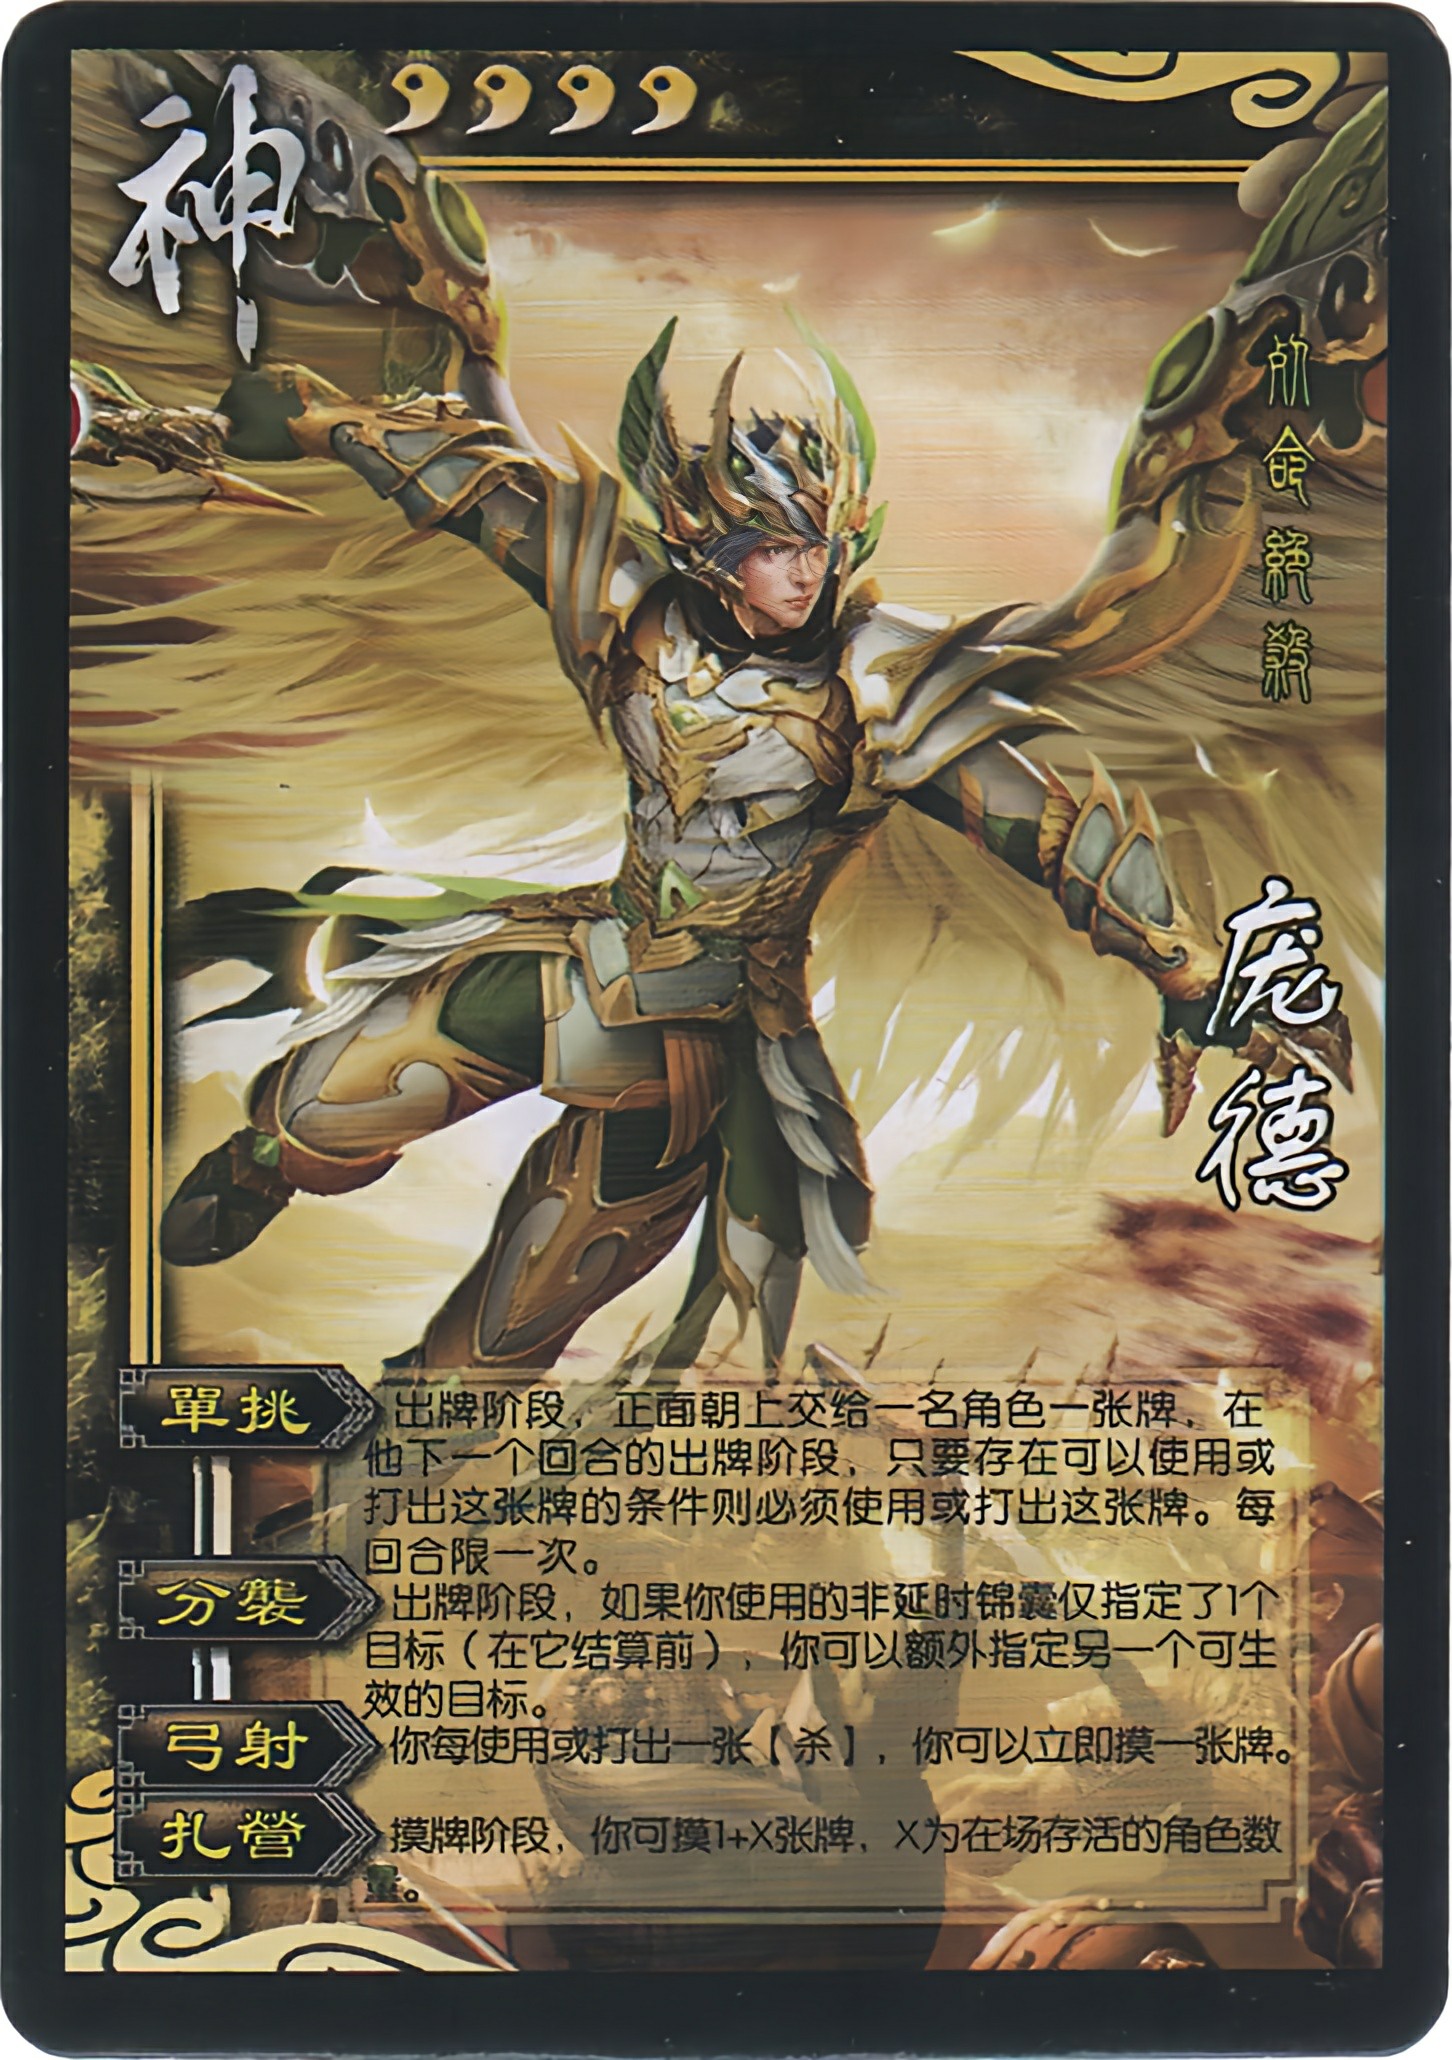 神
命絕殺
庞德
單挑
出牌阶段，正面朝上交给一名角色一张牌，在
他下一个回合的出牌阶段，只要存在可以使用或
打出这张牌的条件则必须使用或打出这张牌。每
回合限一次。
分襲
出牌阶段，如果你使用的非延时锦囊仅指定了1个
目标（在它结算前），你可以额外指定另一个可生
效的目标。
弓射
你每使用或打出一张【杀】，你可以立即摸一张牌。
扎營
摸牌阶段，你可摸1+X张牌，X为在场存活的角色数
量。